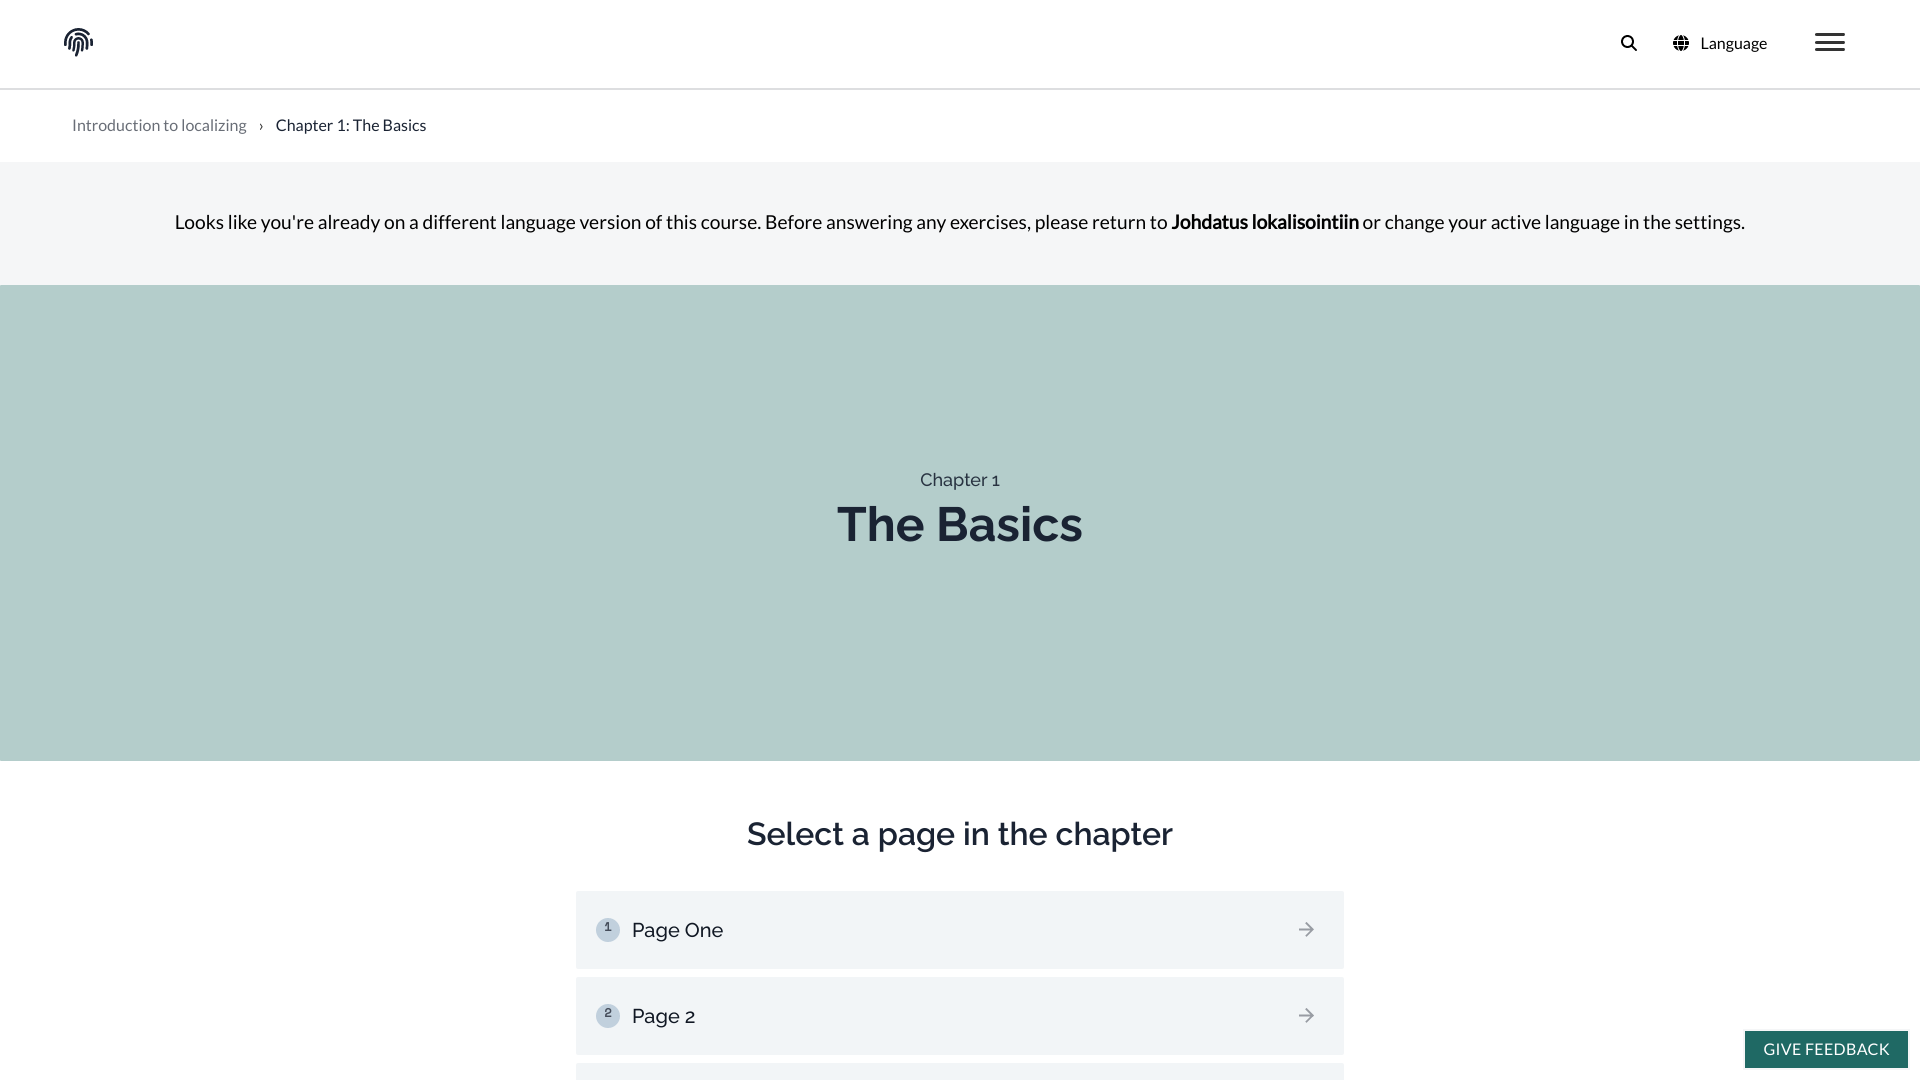 Language
Introduction to localizing › Chapter 1: The Basics
Looks like you're already on a different language version of this course. Before answering any exercises, please return to Johdatus lokalisointiin or change your active language in the settings.
Chapter 1
The Basics
Select a page in the chapter
1 Page One
2 Page 2
GIVE FEEDBACK